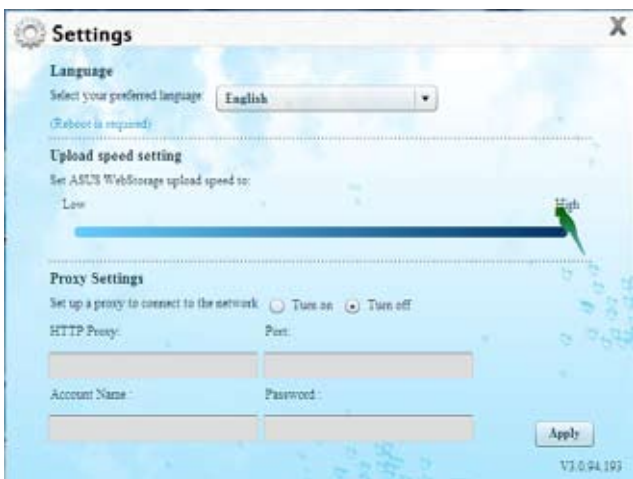 Settings
X
Language
Select your preferred language: English
(Reboot is required)
Upload speed setting
Set ASUS WebStorage upload speed to:
Low High
Proxy Settings
Set up a proxy to connect to the network Turn on Turn off
HTTP Proxy: Port:
Account Name : Password :
Apply
V3.0.94.193